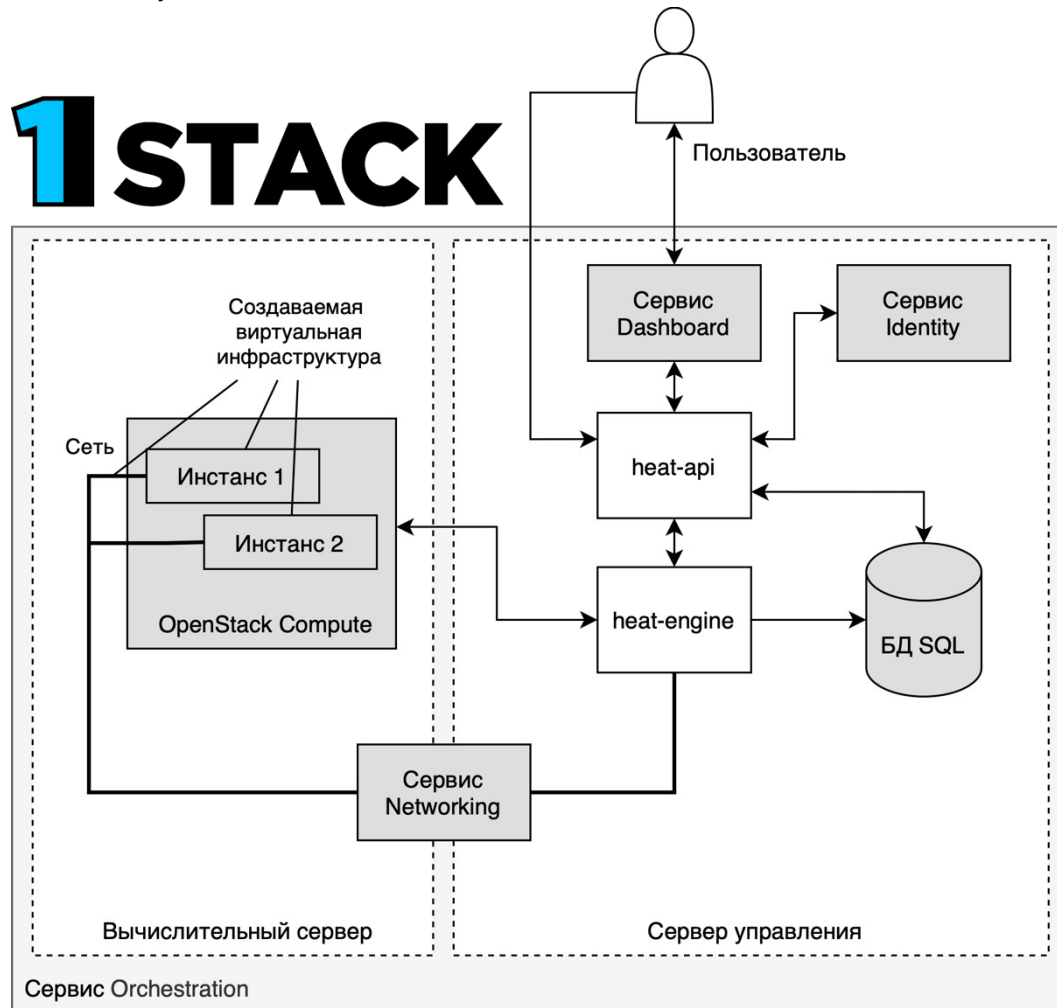 1STACK
Пользователь
Создаваемая
виртуальная
инфраструктура
Сеть
Инстанс 1
Инстанс 2
OpenStack Compute
Сервис
Dashboard
Сервис
Identity
heat-api
heat-engine
БД SQL
Сервис
Networking
Вычислительный сервер
Сервер управления
Сервис Orchestration